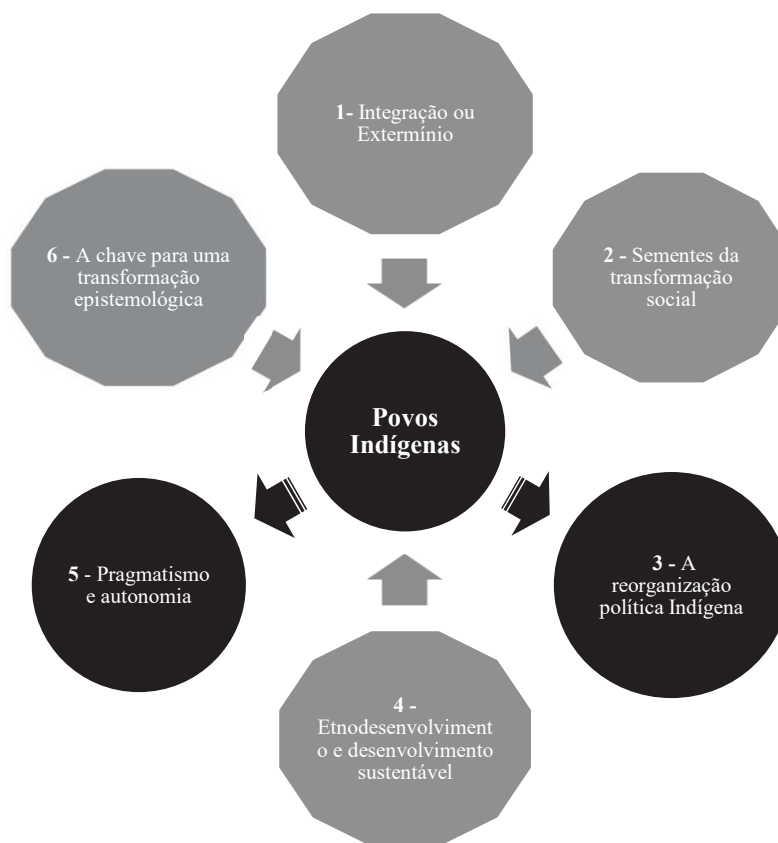 1- Integração ou
Extermínio
2 - Sementes da
transformação
social
3 - A
reorganização
política Indígena
4 -
Etnodesenvolviment
o e desenvolvimento
sustentável
5 - Pragmatismo
e autonomia
6 - A chave para uma
transformação
epistemológica
Povos
Indígenas